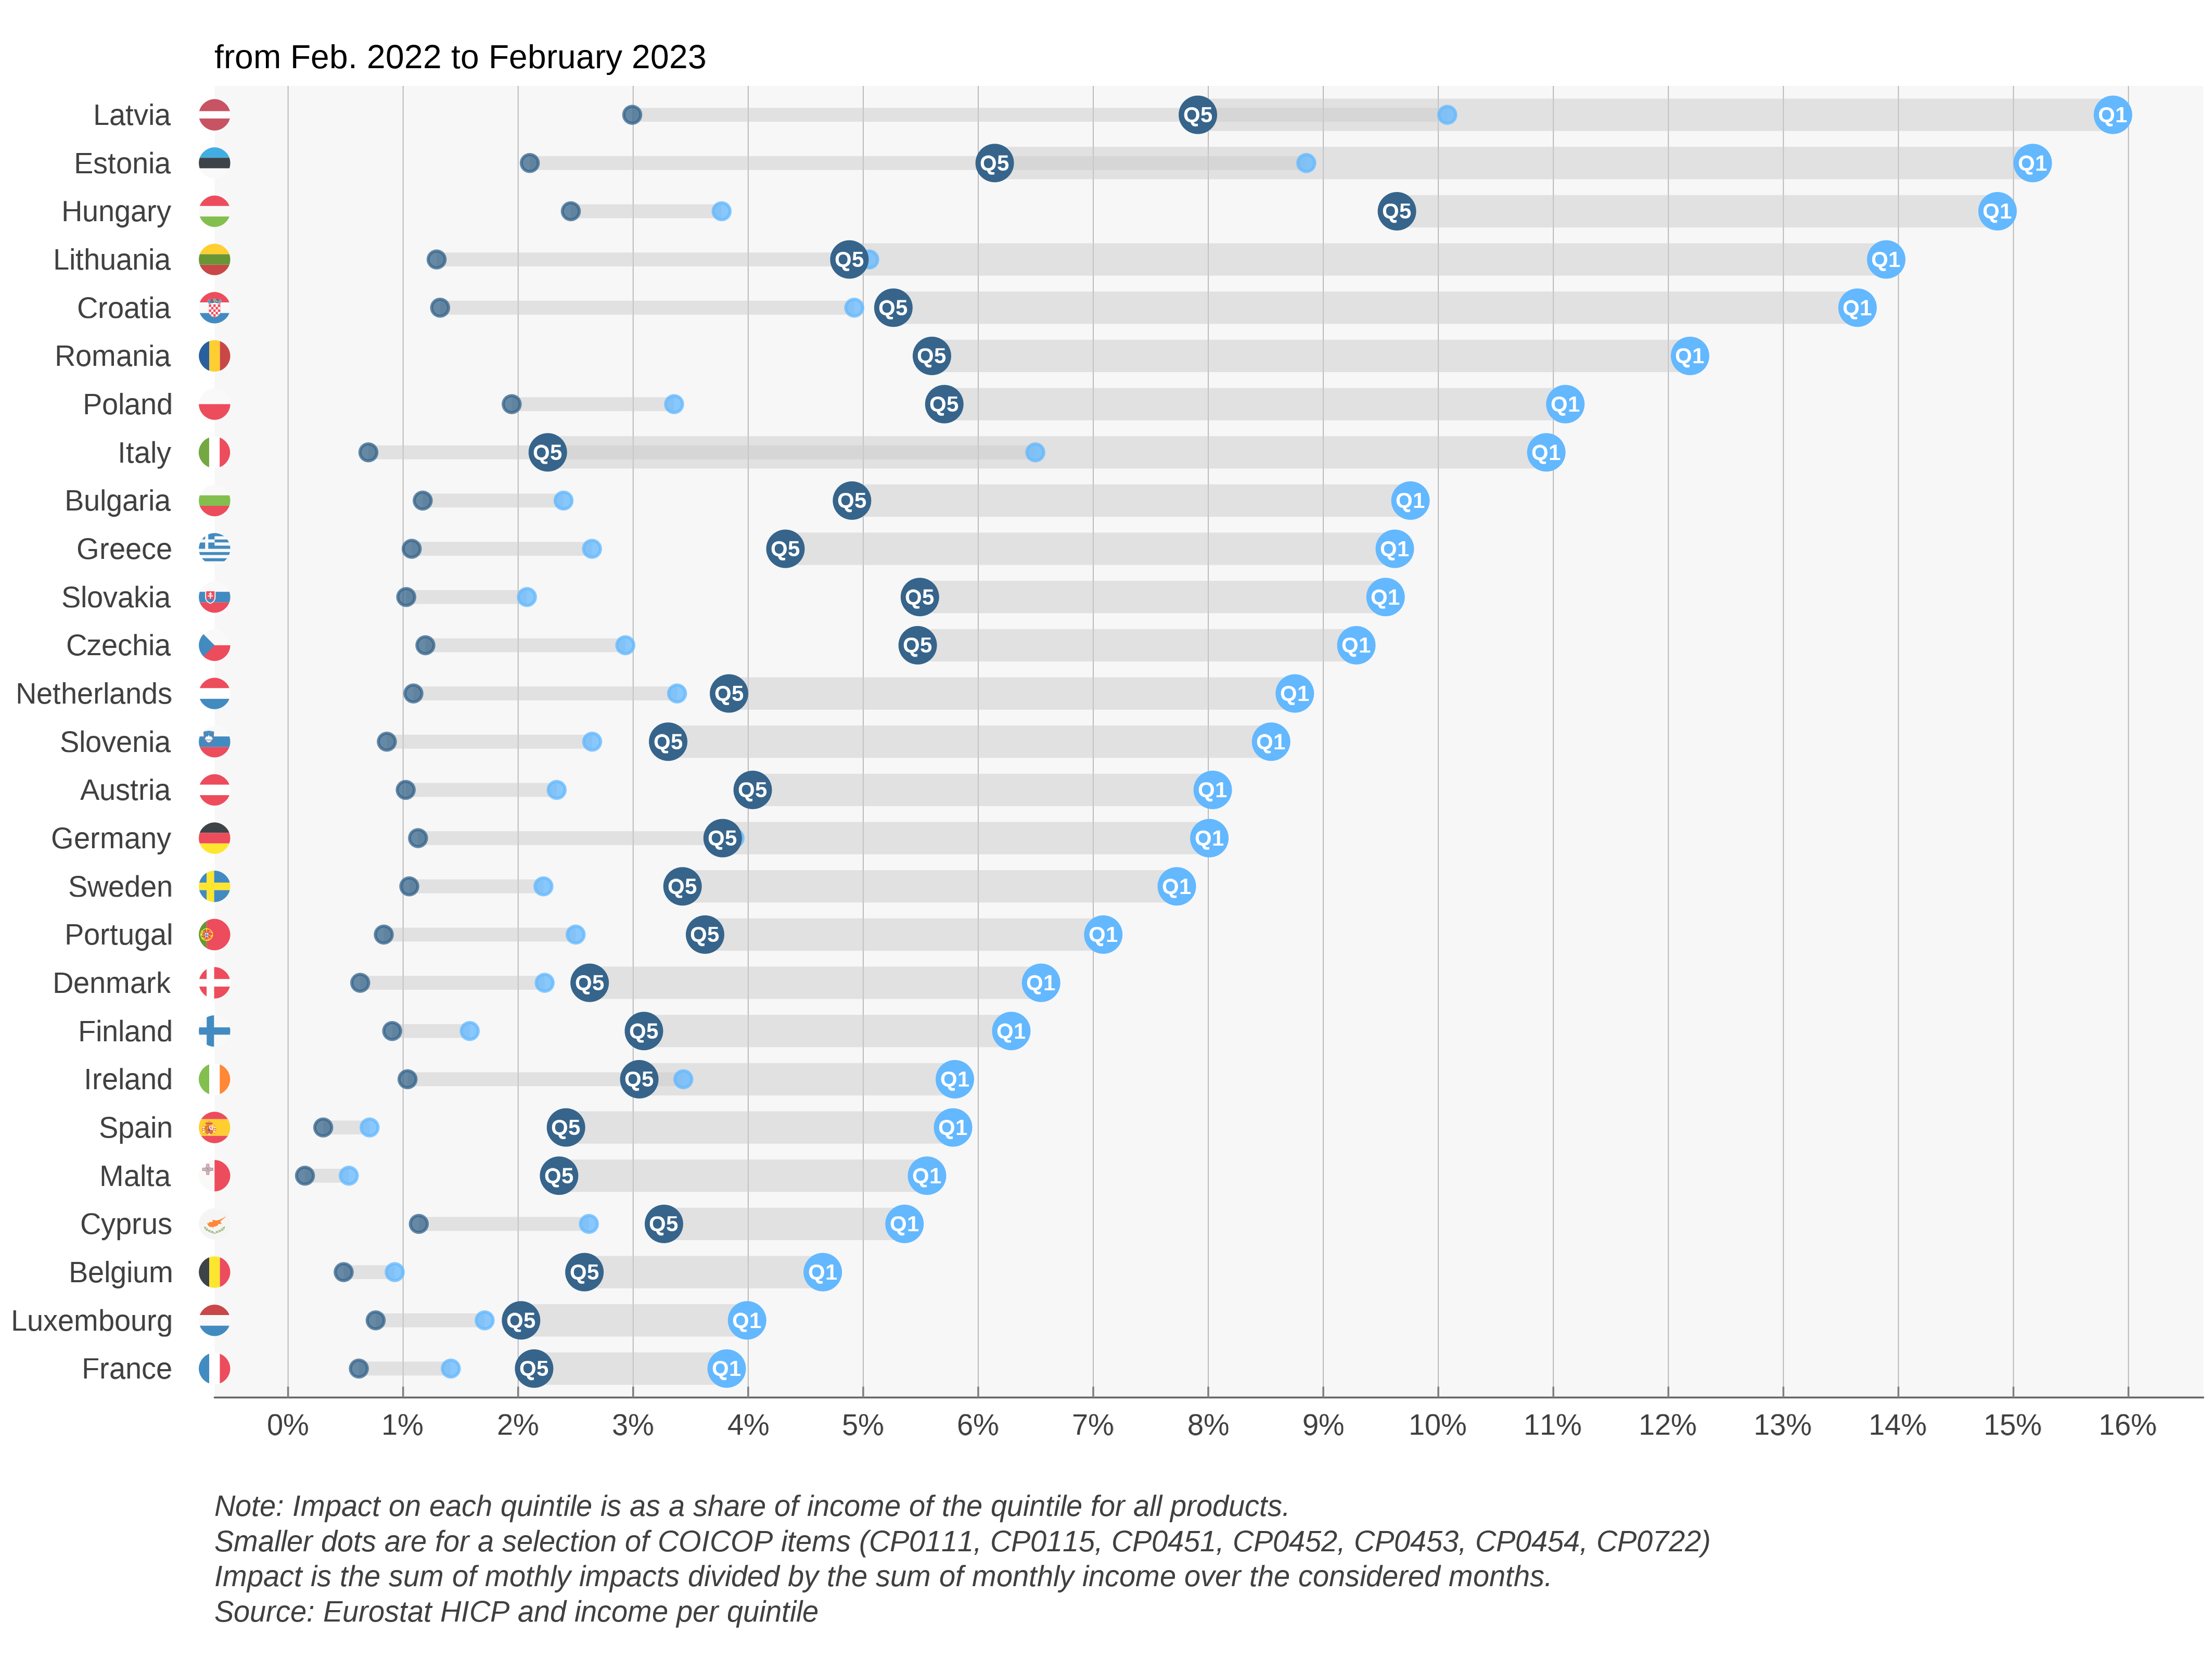 from Feb. 2022 to February 2023
Latvia Q5 Q1
Estonia Q5 Q1
Hungary Q5 Q1
Lithuania Q5 Q1
Croatia Q5 Q1
Romania Q5 Q1
Poland Q5 Q1
Italy Q5 Q1
Bulgaria Q5 Q1
Greece Q5 Q1
Slovakia Q5 Q1
Czechia Q5 Q1
Netherlands Q5 Q1
Slovenia Q5 Q1
Austria Q5 Q1
Germany Q5 Q1
Sweden Q5 Q1
Portugal Q5 Q1
Denmark Q5 Q1
Finland Q5 Q1
Ireland Q5 Q1
Spain Q5 Q1
Malta Q5 Q1
Cyprus Q5 Q1
Belgium Q5 Q1
Luxembourg Q5 Q1
France Q5 Q1
0% 1% 2% 3% 4% 5% 6% 7% 8% 9% 10% 11% 12% 13% 14% 15% 16%
Note: Impact on each quintile is as a share of income of the quintile for all products.
Smaller dots are for a selection of COICOP items (CP0111, CP0115, CP0451, CP0452, CP0453, CP0454, CP0722)
Impact is the sum of mothly impacts divided by the sum of monthly income over the considered months.
Source: Eurostat HICP and income per quintile